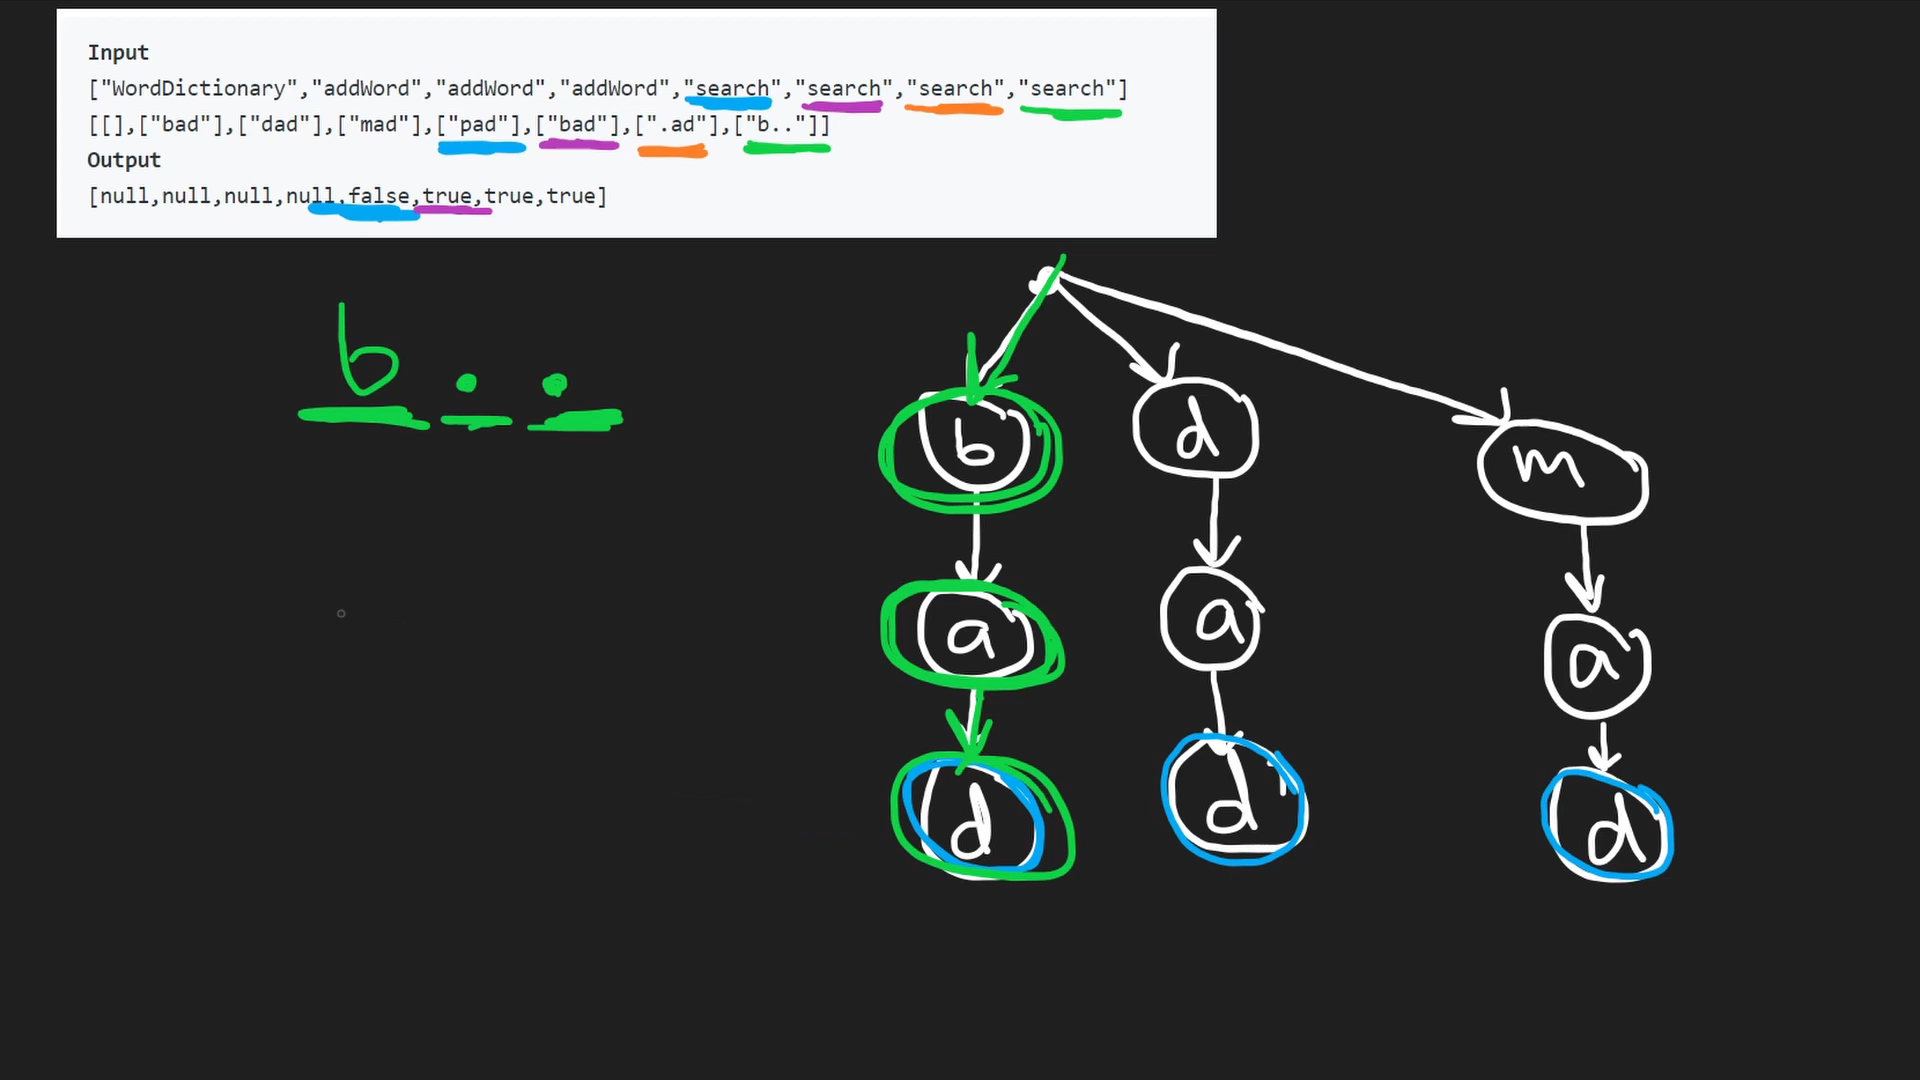 Input
["WordDictionary","addWord","addWord","addWord","search","search","search","search"]
[[],["bad"],["dad"],["mad"],["pad"],["bad"],[".ad"],["b.."]]
Output
[null,null,null,null,false,true,true,true]
b . .
b d m
a a a
d d d